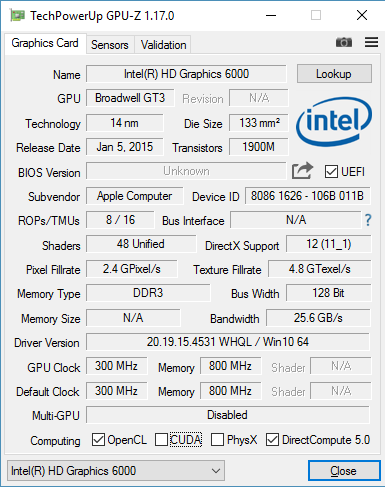 TechPowerUp GPU-Z 1.17.0
Graphics Card Sensors Validation
Name Intel(R) HD Graphics 6000 Lookup
GPU Broadwell GT3 Revision N/A
Technology 14 nm Die Size 133 mm²
Release Date Jan 5, 2015 Transistors 1900M
intel
BIOS Version Unknown UEFI
Subvendor Apple Computer Device ID 8086 1626 - 106B 011B
ROPs/TMUs 8 / 16 Bus Interface N/A ?
Shaders 48 Unified DirectX Support 12 (11_1)
Pixel Fillrate 2.4 GPixel/s Texture Fillrate 4.8 GTexel/s
Memory Type DDR3 Bus Width 128 Bit
Memory Size N/A Bandwidth 25.6 GB/s
Driver Version 20.19.15.4531 WHQL / Win10 64
GPU Clock 300 MHz Memory 800 MHz Shader N/A
Default Clock 300 MHz Memory 800 MHz Shader N/A
Multi-GPU Disabled
Computing OpenCL CUDA PhysX DirectCompute 5.0
Intel(R) HD Graphics 6000 Close